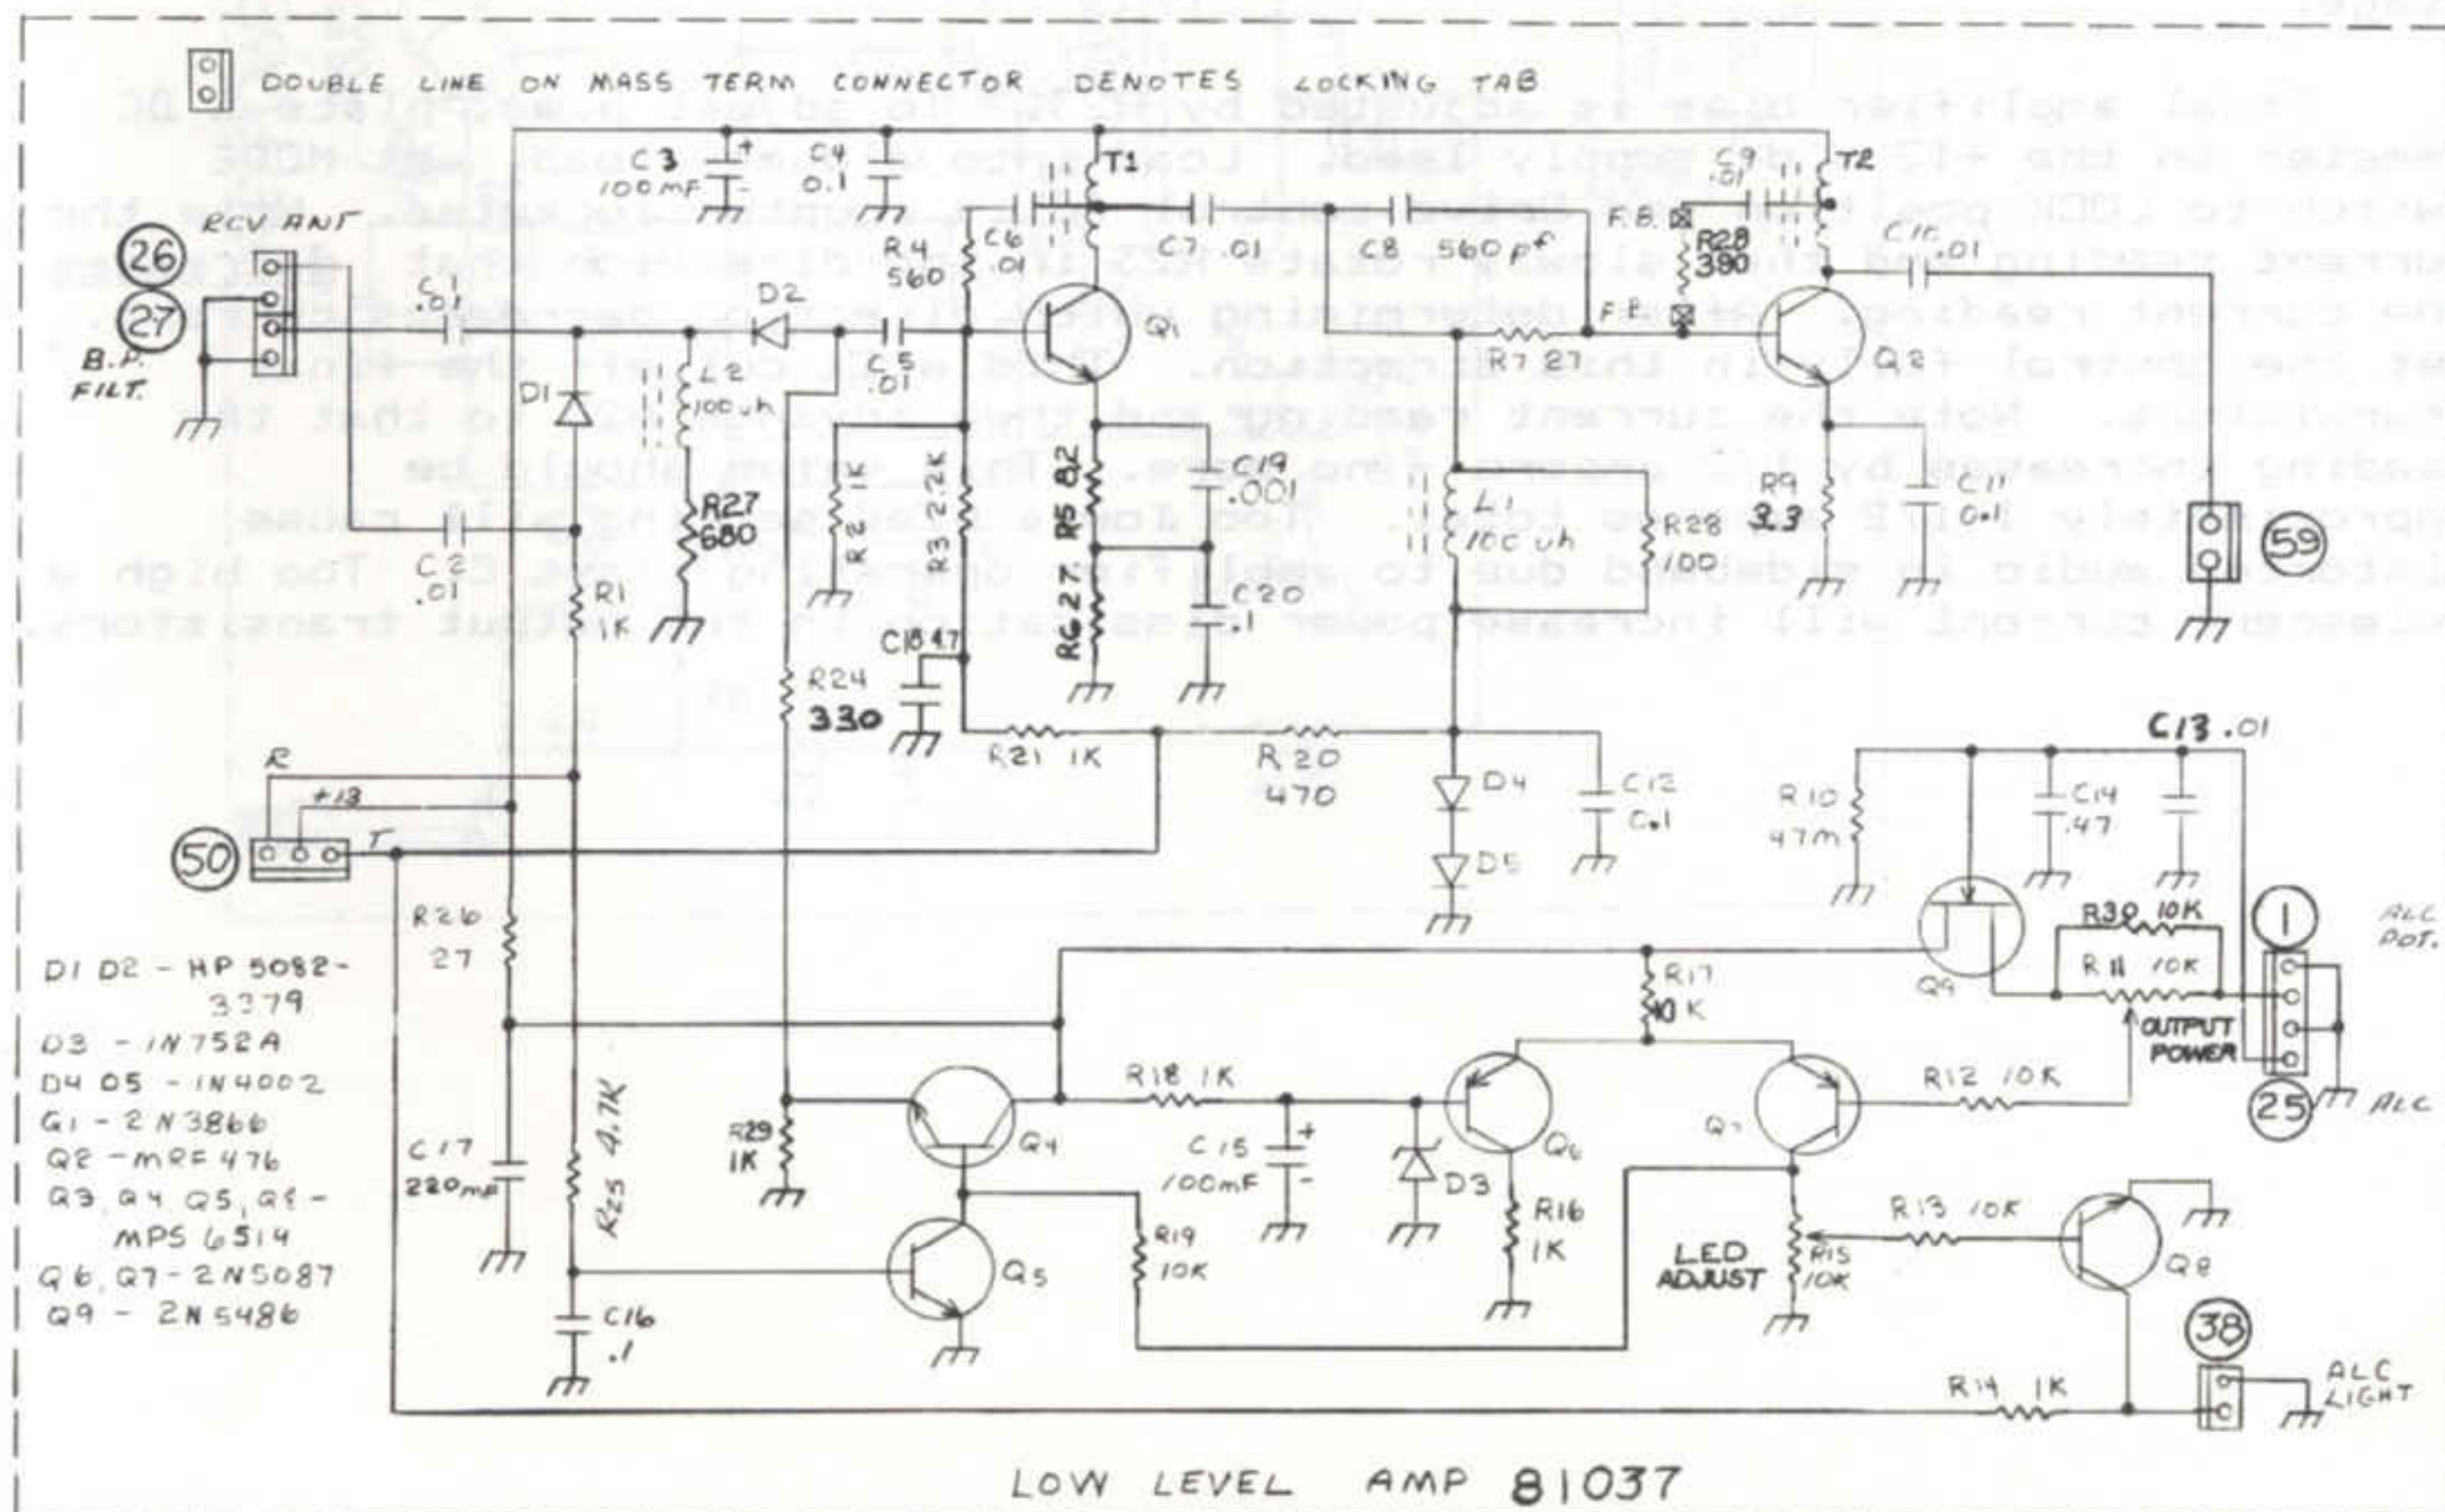 DOUBLE LINE ON MASS TERM CONNECTOR DENOTES LOCKING TAB
RCV ANT
26
27
B.P.
FILT.
C1
.01
C2
.01
D1
D2
L2
100uh
R27
680
R1
1K
C3
100mF
+
-
C4
0.1
R4
560
C6
.01
T1
C7 .01
C8 560pf
C5
.01
Q1
R2 1K
R3 2.2K
R5 8.2
R6 27
C19
.001
C20
.1
C18 47
R24
330
R21 1K
R20
470
R7 27
L1
100uh
R28
100
F.B.
F.B.
R28
390
C9
.01
T2
C10
.01
Q2
R9
3.3
C11
0.1
59
D4
D5
C12
0.1
R
+13
T
50
R26
27
C17
220mF
R25 4.7K
C16
.1
R29
1K
Q4
Q5
R18 1K
C15
100mF
+
-
D3
R19
10K
Q6
R16
1K
R17
10K
Q7
R12 10K
LED
ADJUST
R15
10K
R13 10K
Q8
R14 1K
38
ALC
LIGHT
R10
47m
C14
.47
C13 .01
Q9
R30 10K
R11 10K
OUTPUT
POWER
1
ALC
POT.
25
ALC
D1 D2 - HP 5082-
3379
D3 - 1N752A
D4 D5 - 1N4002
Q1 - 2N3866
Q2 - MRF476
Q3, Q4 Q5, Q8 -
MPS 6514
Q6, Q7 - 2N5087
Q9 - 2N5486
LOW LEVEL AMP 81037